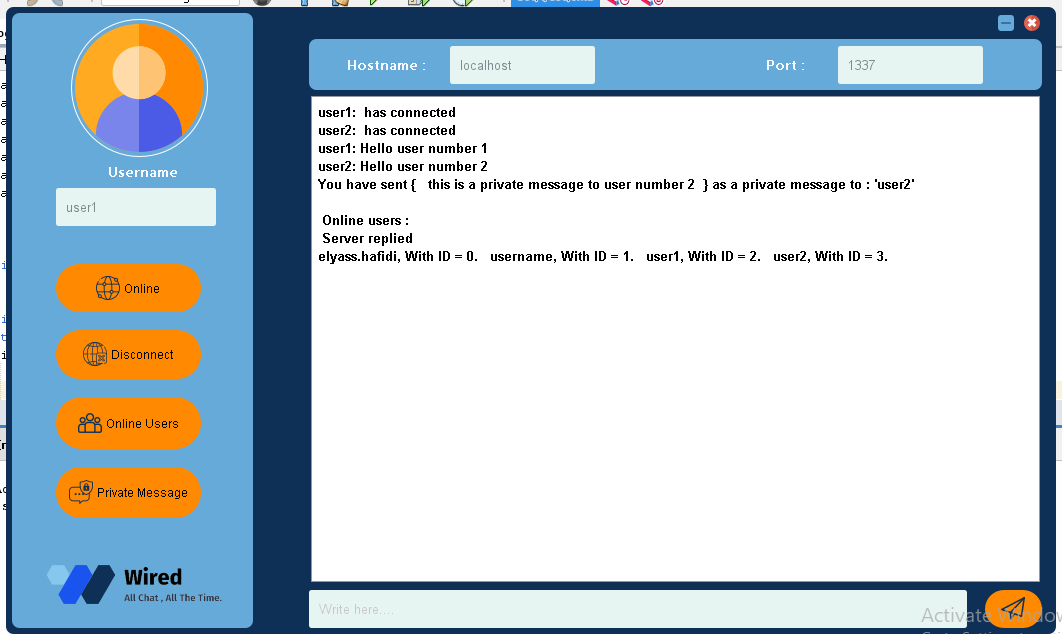 Username
user1
Online
Disconnect
Online Users
Private Message
Wired
All Chat , All The Time.
Hostname :
localhost
Port :
1337
user1:  has connected
user2:  has connected
user1: Hello user number 1
user2: Hello user number 2
You have sent {   this is a private message to user number 2  } as a private message to : 'user2'
Online users :
Server replied
elyass.hafidi, With ID = 0.   username, With ID = 1.   user1, With ID = 2.   user2, With ID = 3.
Write here....
Activate Window